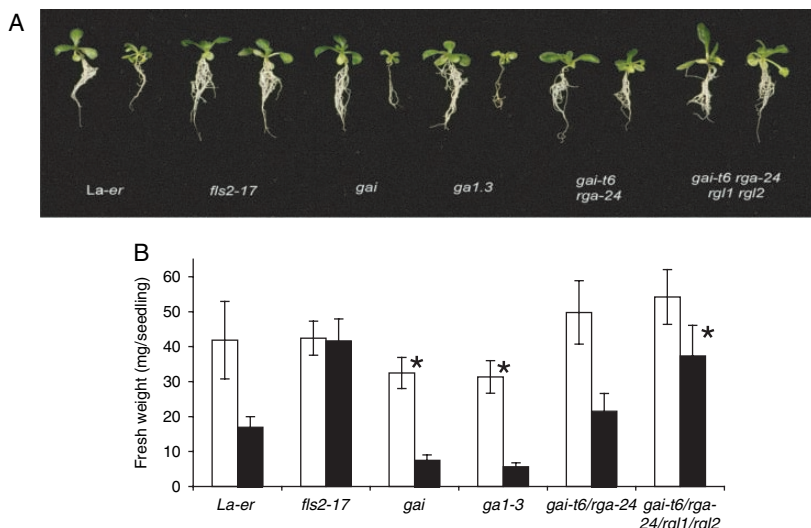 A
La-er
fls2-17
gai
ga1.3
gai-t6
rga-24
gai-t6 rga-24
rgl1 rgl2
B
Fresh weight (mg/seedling)
60
50
40
30
20
10
0
*
*
*
La-er
fls2-17
gai
ga1-3
gai-t6/rga-24
gai-t6/rga-
24/rgl1/rgl2